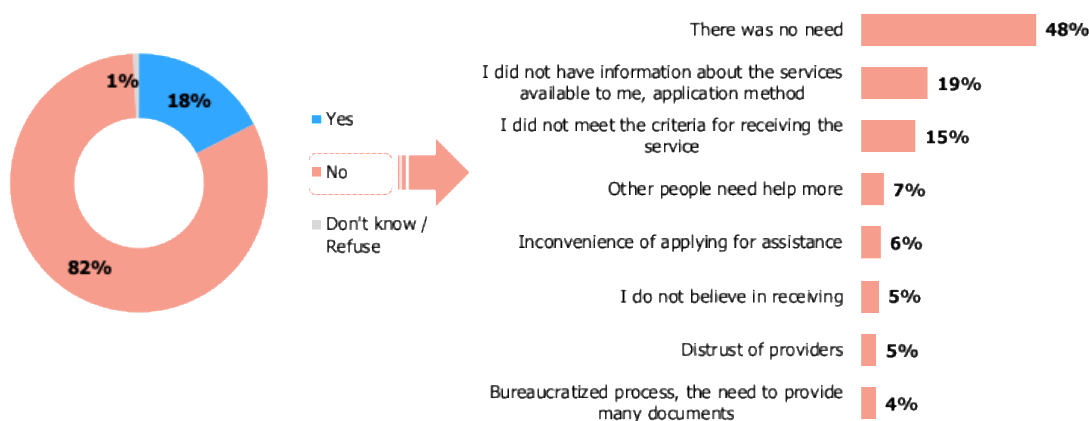 1%
18%
82%
Yes
No
Don't know /
Refuse
There was no need
48%
I did not have information about the services
available to me, application method
19%
I did not meet the criteria for receiving the
service
15%
Other people need help more
7%
Inconvenience of applying for assistance
6%
I do not believe in receiving
5%
Distrust of providers
5%
Bureaucratized process, the need to provide
many documents
4%